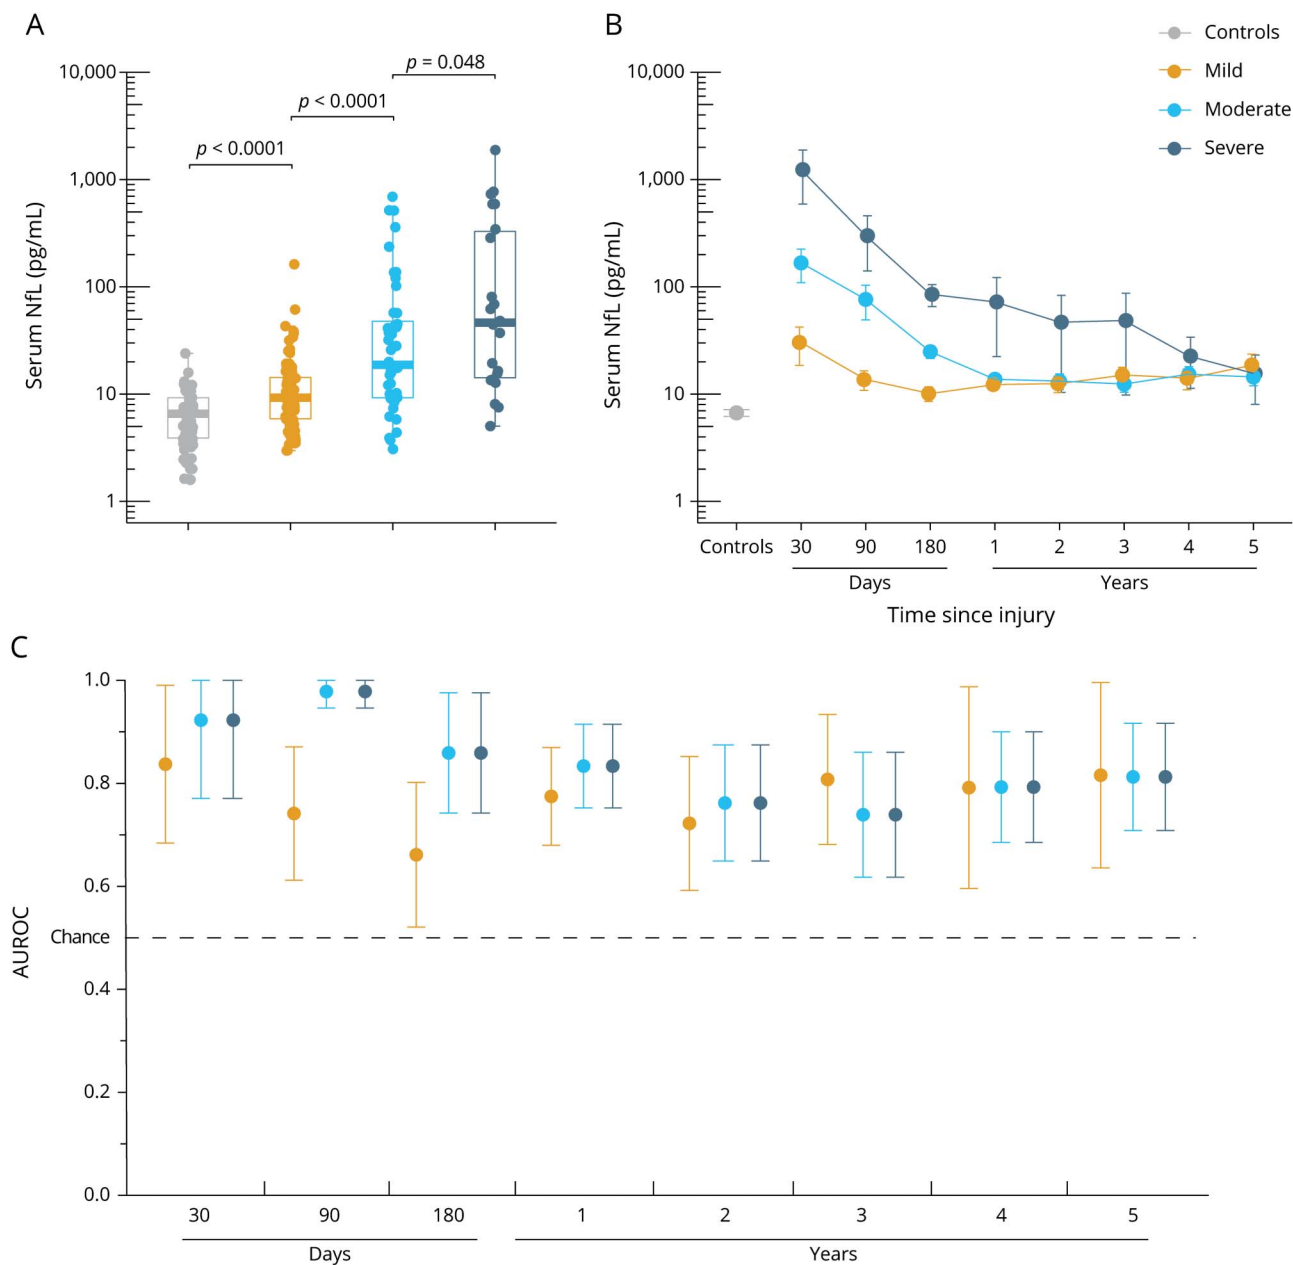 A
B
Controls
Mild
Moderate
Severe
p = 0.048
p < 0.0001
p < 0.0001
10,000
1,000
100
10
1
Serum NfL (pg/mL)
10,000
1,000
100
10
1
Serum NfL (pg/mL)
Controls 30 90 180 1 2 3 4 5
Days Years
Time since injury
C
1.0
0.8
0.6
Chance
0.4
0.2
0.0
AUROC
30 90 180 1 2 3 4 5
Days Years